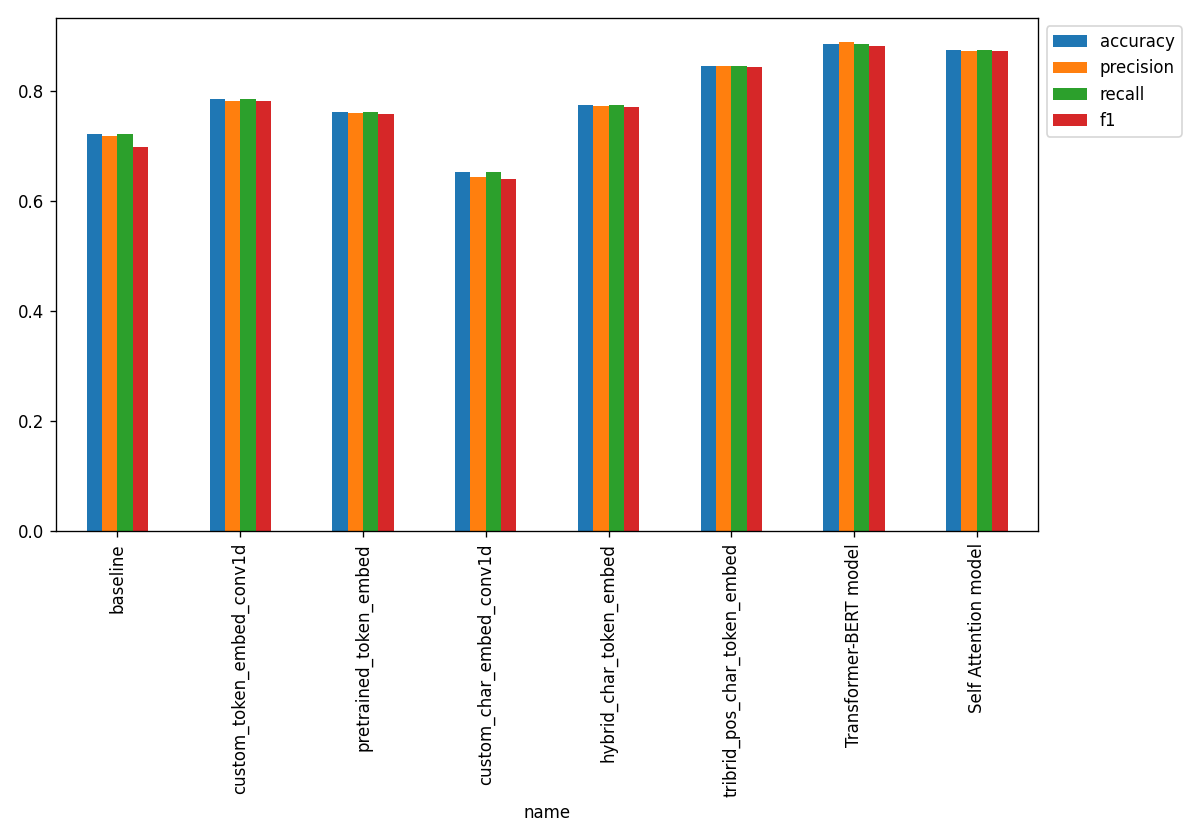 accuracy
precision
recall
f1
0.8
0.6
0.4
0.2
0.0
baseline
custom_token_embed_conv1d
pretrained_token_embed
custom_char_embed_conv1d
hybrid_char_token_embed
tribrid_pos_char_token_embed
Transformer-BERT model
Self Attention model
name